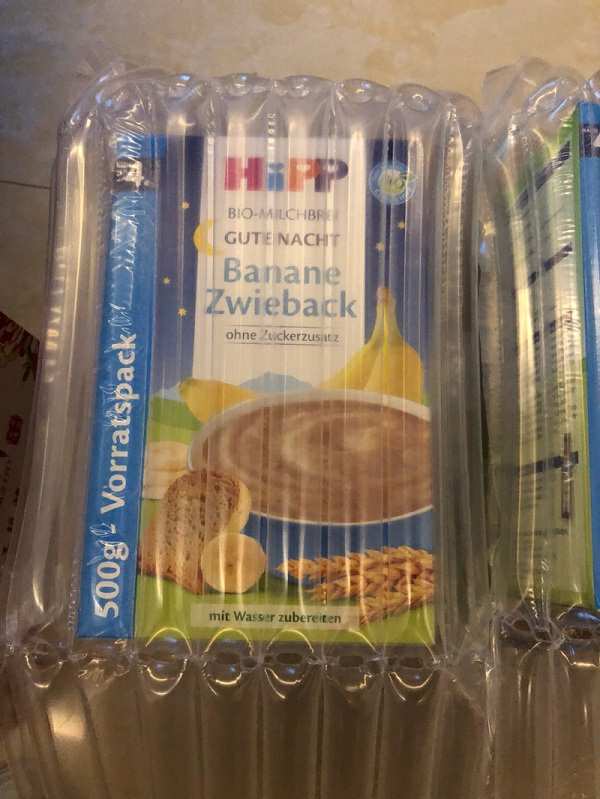 HiPP
BIO-MILCHBREI
GUTE NACHT
Banane
Zwieback
ohne Zuckerzusatz
mit Wasser zubereiten
500g - Vorratspack